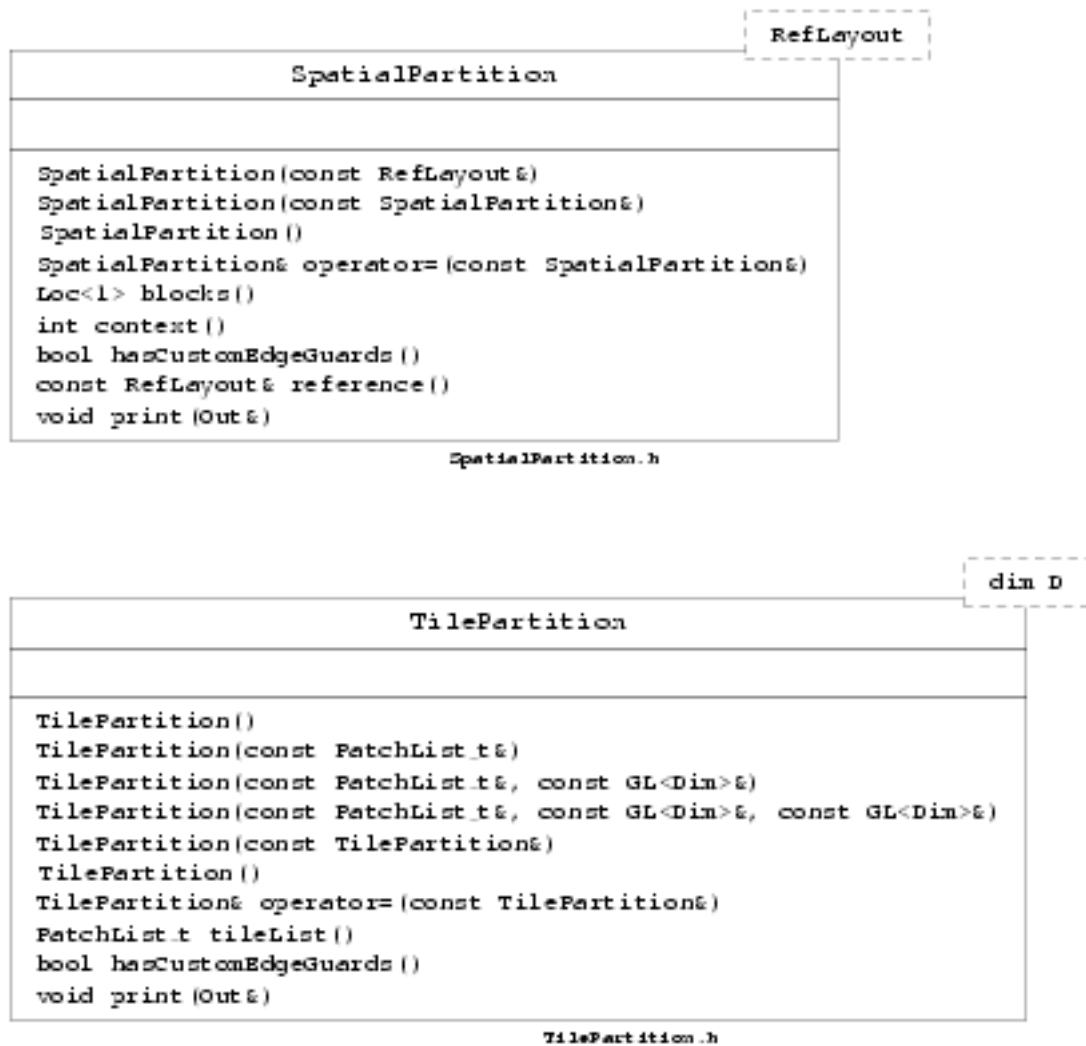 RefLayout
SpatialPartition
SpatialPartition(const RefLayout&)
SpatialPartition(const SpatialPartition&)
SpatialPartition()
SpatialPartition& operator=(const SpatialPartition&)
Loc<1> blocks()
int context()
bool hasCustomEdgeGuards()
const RefLayout& reference()
void print(Out&)
SpatialPartition.h
dim D
TilePartition
TilePartition()
TilePartition(const PatchList_t&)
TilePartition(const PatchList_t&, const GL<Dim>&)
TilePartition(const PatchList_t&, const GL<Dim>&, const GL<Dim>&)
TilePartition(const TilePartition&)
TilePartition()
TilePartition& operator=(const TilePartition&)
PatchList_t tileList()
bool hasCustomEdgeGuards()
void print(Out&)
TilePartition.h